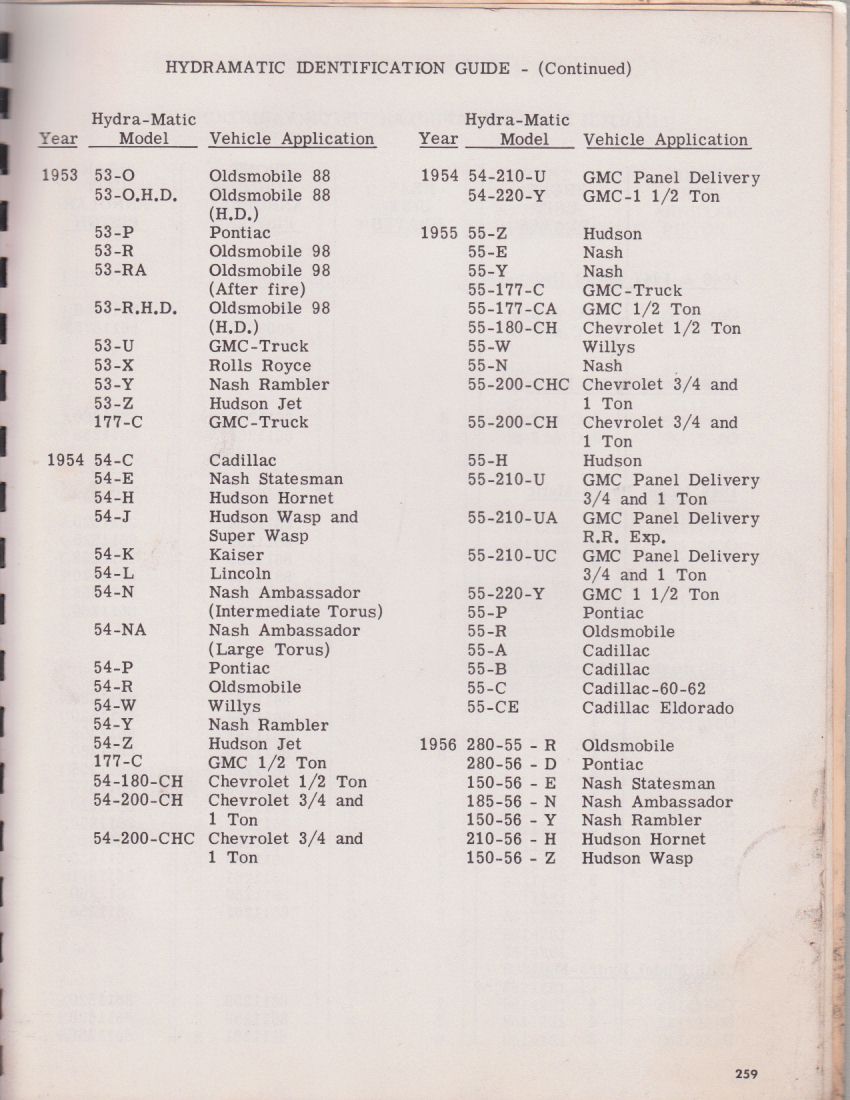 HYDRAMATIC IDENTIFICATION GUIDE - (Continued)
Hydra-Matic
Year Model Vehicle Application
1953 53-O Oldsmobile 88
53-O.H.D. Oldsmobile 88
(H.D.)
53-P Pontiac
53-R Oldsmobile 98
53-RA Oldsmobile 98
(After fire)
53-R.H.D. Oldsmobile 98
(H.D.)
53-U GMC-Truck
53-X Rolls Royce
53-Y Nash Rambler
53-Z Hudson Jet
177-C GMC-Truck
1954 54-C Cadillac
54-E Nash Statesman
54-H Hudson Hornet
54-J Hudson Wasp and
Super Wasp
54-K Kaiser
54-L Lincoln
54-N Nash Ambassador
(Intermediate Torus)
54-NA Nash Ambassador
(Large Torus)
54-P Pontiac
54-R Oldsmobile
54-W Willys
54-Y Nash Rambler
54-Z Hudson Jet
177-C GMC 1/2 Ton
54-180-CH Chevrolet 1/2 Ton
54-200-CH Chevrolet 3/4 and
1 Ton
54-200-CHC Chevrolet 3/4 and
1 Ton
Hydra-Matic
Year Model Vehicle Application
1954 54-210-U GMC Panel Delivery
54-220-Y GMC-1 1/2 Ton
1955 55-Z Hudson
55-E Nash
55-Y Nash
55-177-C GMC-Truck
55-177-CA GMC 1/2 Ton
55-180-CH Chevrolet 1/2 Ton
55-W Willys
55-N Nash
55-200-CHC Chevrolet 3/4 and
1 Ton
55-200-CH Chevrolet 3/4 and
1 Ton
55-H Hudson
55-210-U GMC Panel Delivery
3/4 and 1 Ton
55-210-UA GMC Panel Delivery
R.R. Exp.
55-210-UC GMC Panel Delivery
3/4 and 1 Ton
55-220-Y GMC 1 1/2 Ton
55-P Pontiac
55-R Oldsmobile
55-A Cadillac
55-B Cadillac
55-C Cadillac-60-62
55-CE Cadillac Eldorado
1956 280-55 - R Oldsmobile
280-56 - D Pontiac
150-56 - E Nash Statesman
185-56 - N Nash Ambassador
150-56 - Y Nash Rambler
210-56 - H Hudson Hornet
150-56 - Z Hudson Wasp
259